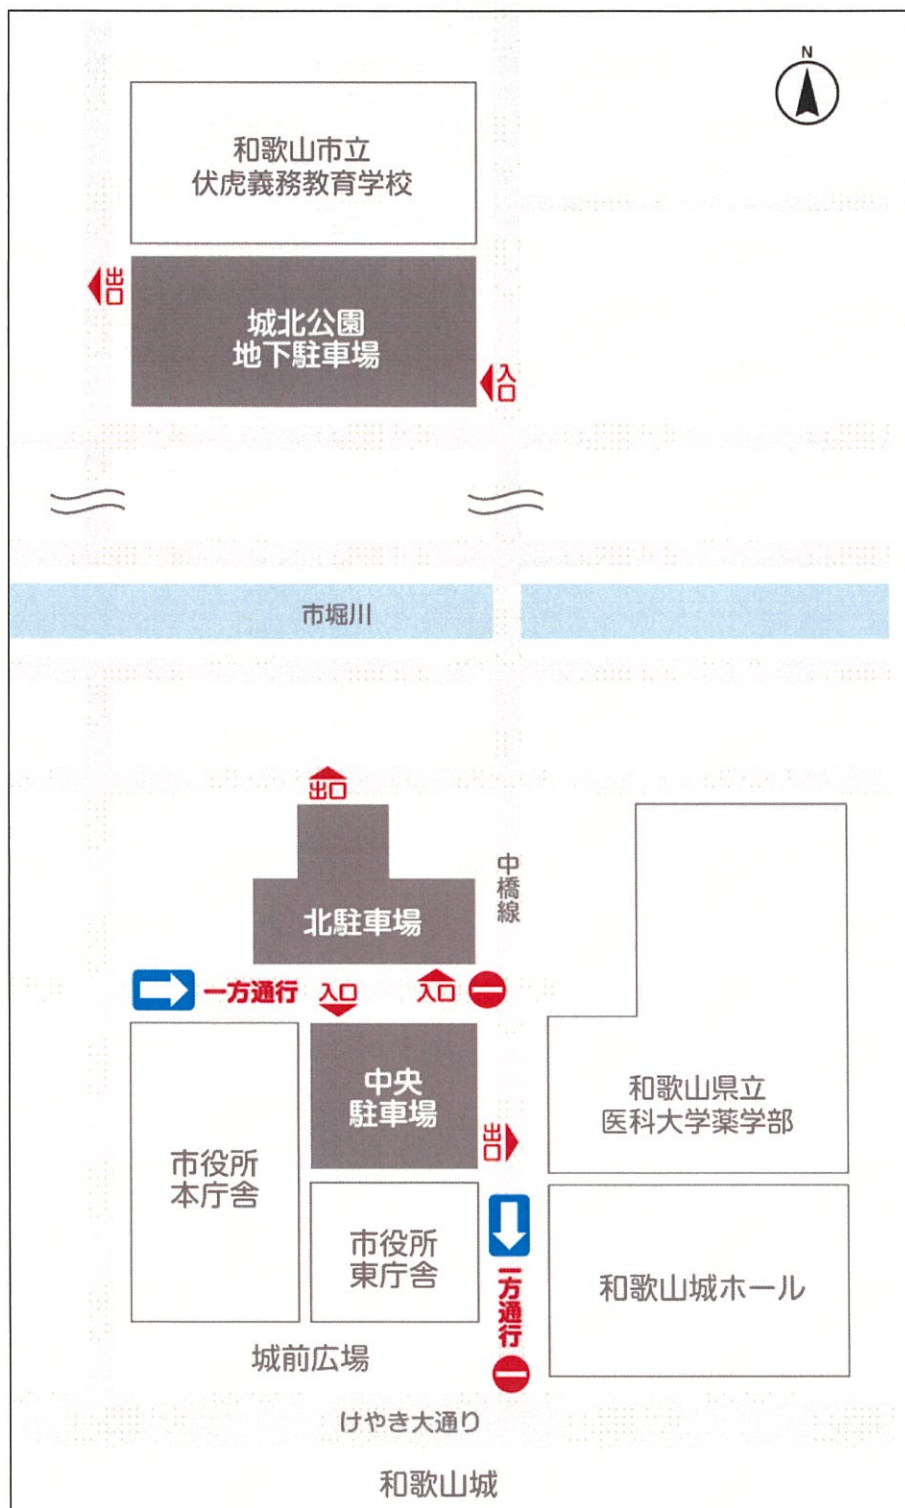 N
和歌山市立
伏虎義務教育学校
出口
城北公園
地下駐車場
入口
市堀川
出口
中橋線
北駐車場
一方通行
入口
入口
中央
駐車場
出口
和歌山県立
医科大学薬学部
市役所
本庁舎
市役所
東庁舎
一方通行
和歌山城ホール
城前広場
けやき大通り
和歌山城